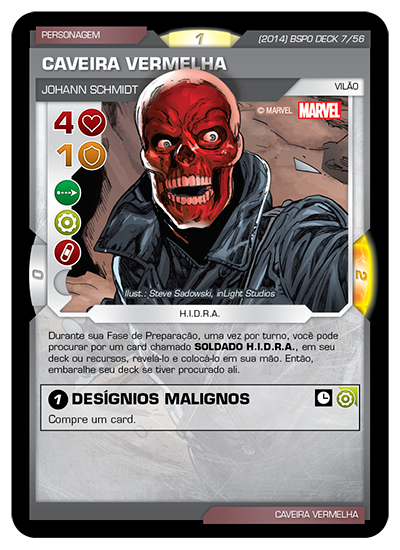 PERSONAGEM
1
(2014) BSPO DECK 7/56
CAVEIRA VERMELHA
JOHANN SCHMIDT
VILÃO
© MARVEL MARVEL
4
1
0
2
Ilust.: Steve Sadowski, inLight Studios
H.I.D.R.A.
Durante sua Fase de Preparação, uma vez por turno, você pode
procurar por um card chamado SOLDADO H.I.D.R.A., em seu
deck ou recursos, revelá-lo e colocá-lo em sua mão. Então,
embaralhe seu deck se tiver procurado ali.
1 DESÍGNIOS MALIGNOS
Compre um card.
CAVEIRA VERMELHA